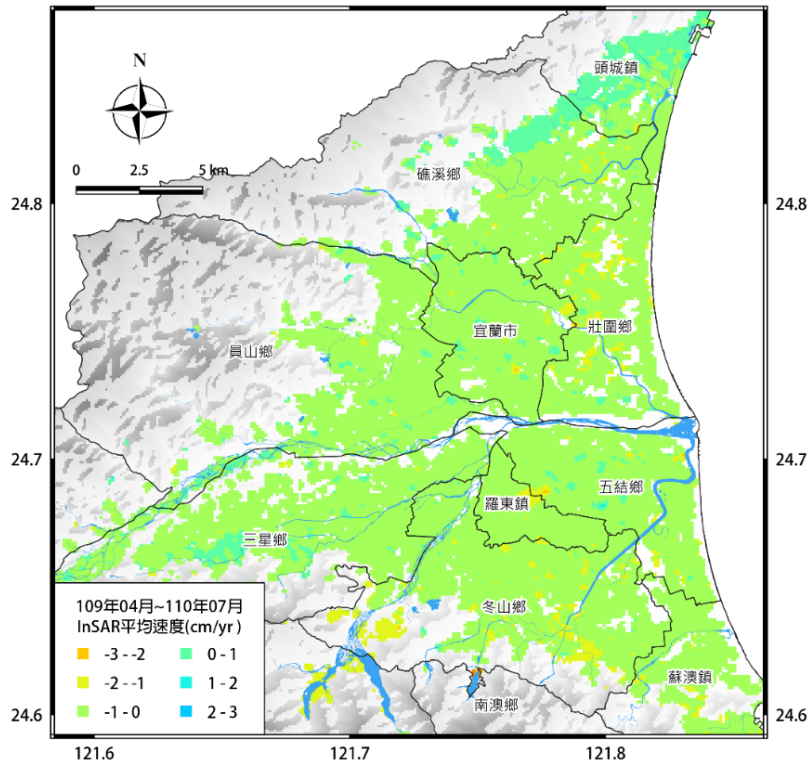 N
0 2.5 5 km
頭城鎮
礁溪鄉
24.8 24.8
宜蘭市 壯圍鄉
員山鄉
24.7 24.7
五結鄉
羅東鎮
三星鄉
109年04月~110年07月
InSAR平均速度(cm/yr)
-3 - -2 0 - 1
-2 - -1 1 - 2
-1 - 0 2 - 3
冬山鄉
蘇澳鎮
南澳鄉
24.6 24.6
121.6 121.7 121.8